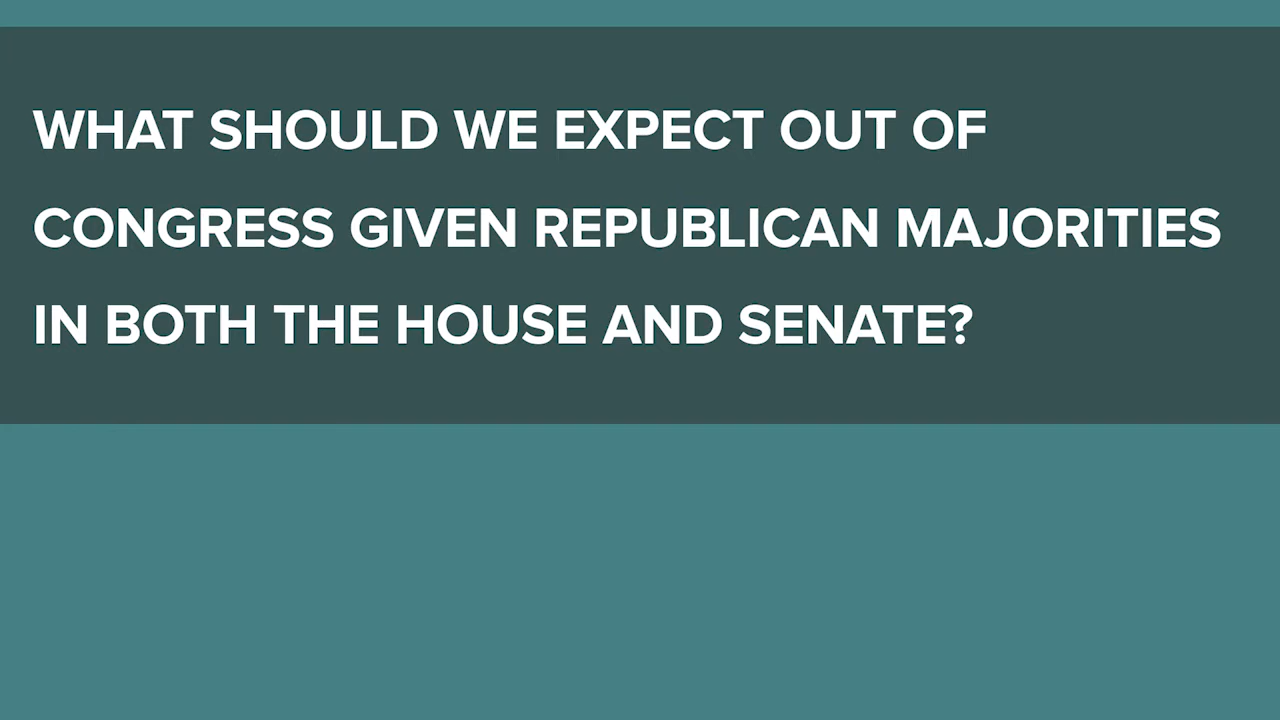 WHAT SHOULD WE EXPECT OUT OF
CONGRESS GIVEN REPUBLICAN MAJORITIES
IN BOTH THE HOUSE AND SENATE?